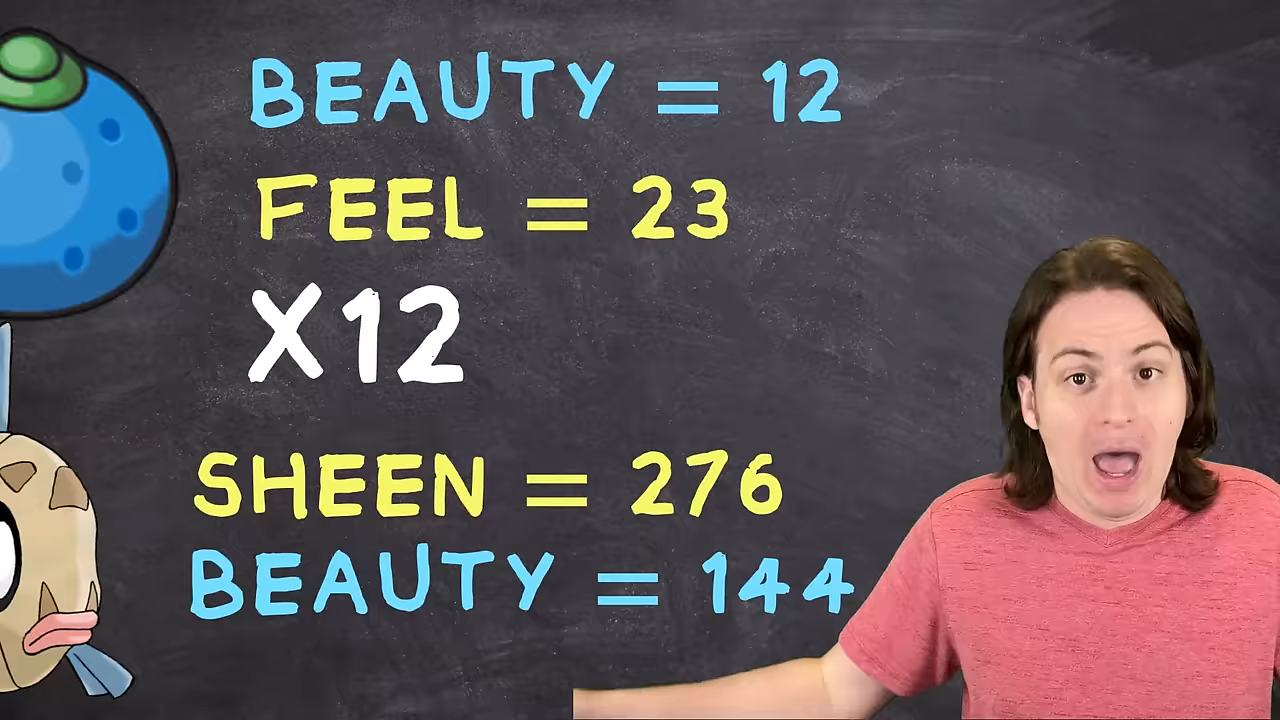 BEAUTY = 12
FEEL = 23
X12
SHEEN = 276
BEAUTY = 144